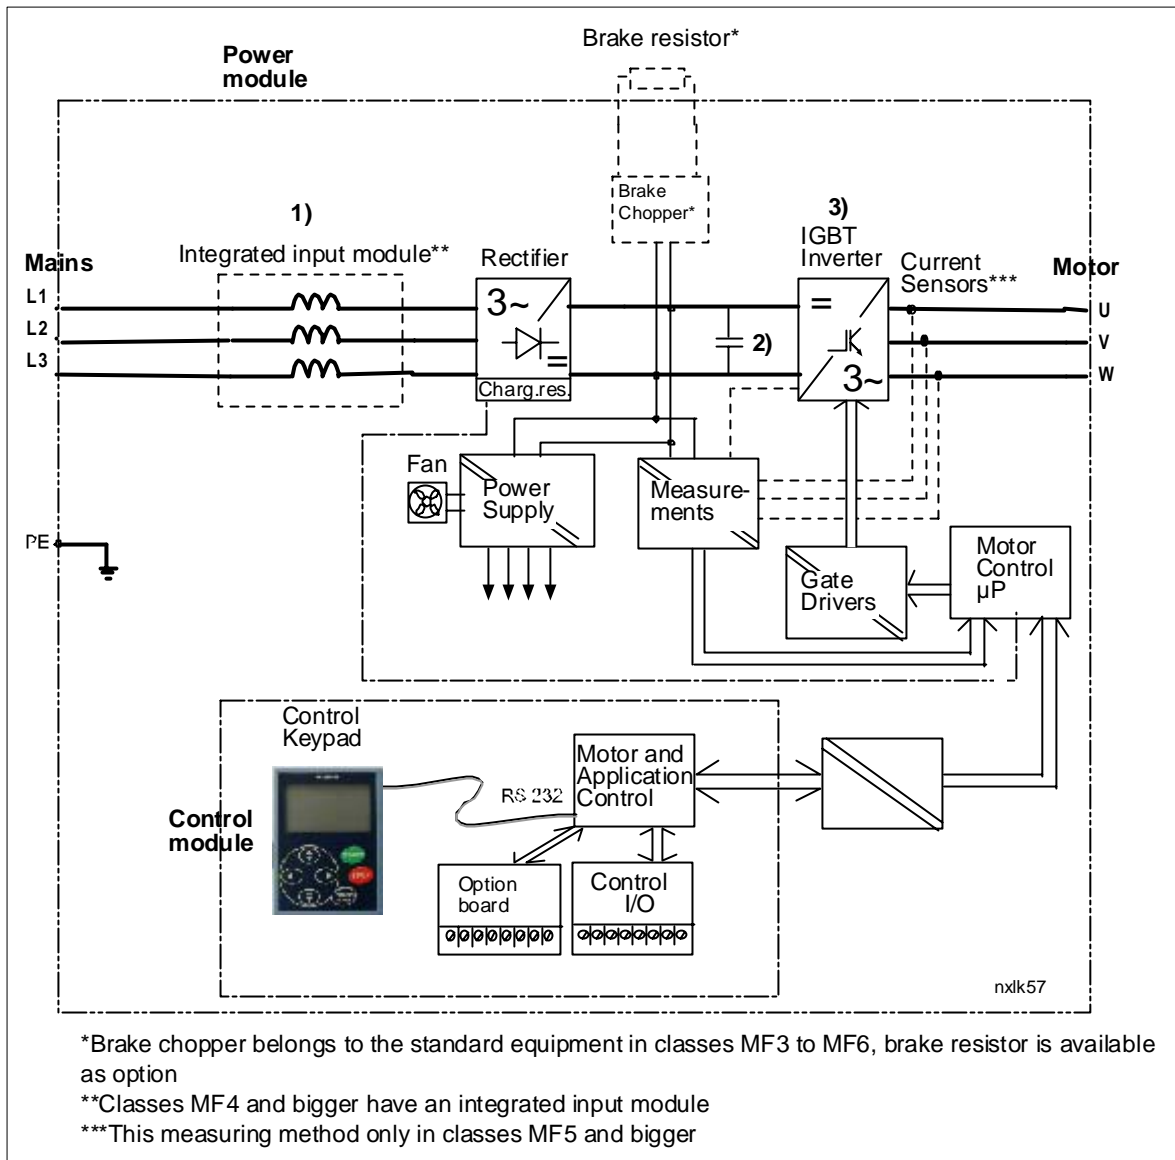 Brake resistor*
Power
module
Brake
Chopper*
1)
3)
Integrated input module**
Rectifier
IGBT
Inverter
Current
Sensors***
Mains
Motor
L1
L2
L3
3~
=
Charg.res.
2)
=
3~
U
V
W
Fan
Power
Supply
Measure-
ments
PE
Motor
Control
µP
Gate
Drivers
Control
Keypad
Control
module
RS 232
Motor and
Application
Control
Option
board
Control
I/O
nxlk57
*Brake chopper belongs to the standard equipment in classes MF3 to MF6, brake resistor is available
as option
**Classes MF4 and bigger have an integrated input module
***This measuring method only in classes MF5 and bigger